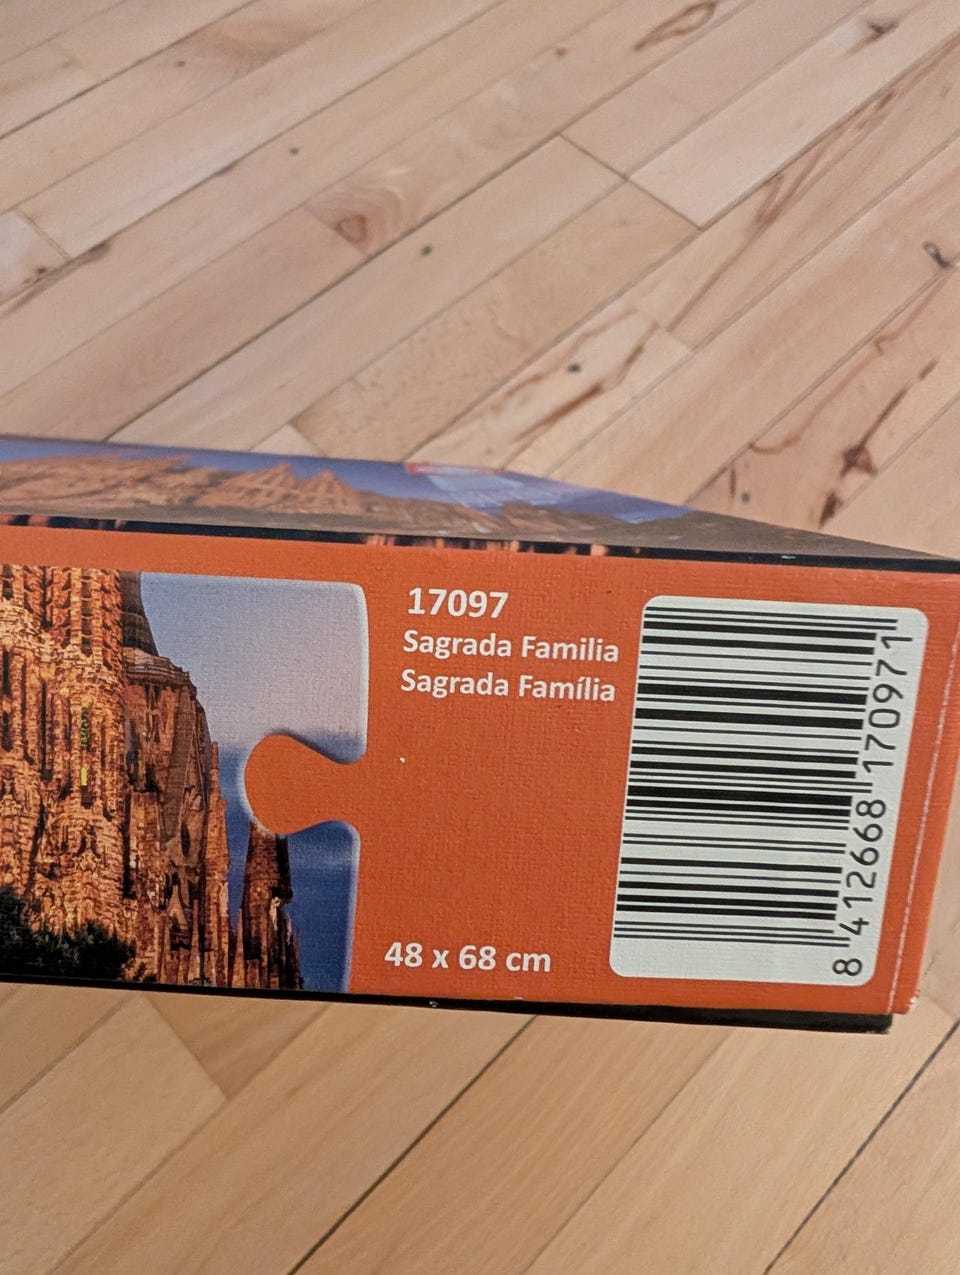 17097
Sagrada Familia
Sagrada Família
48 x 68 cm
8 412668 170971